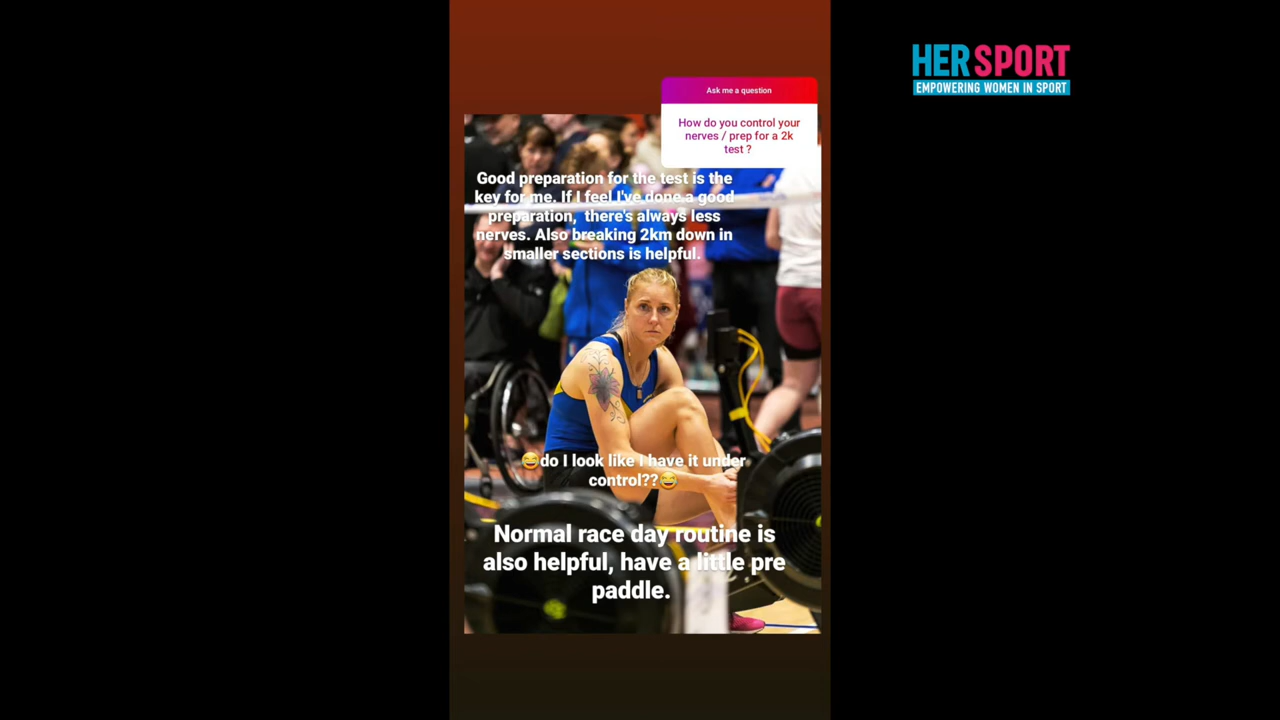 HER SPORT
EMPOWERING WOMEN IN SPORT
Ask me a question
How do you control your
nerves / prep for a 2k
test ?
Good preparation for the test is the
key for me. If I feel I've done a good
preparation,  there's always less
nerves. Also breaking 2km down in
smaller sections is helpful.
😅do I look like I have it under
control??😅
Normal race day routine is
also helpful, have a little pre
paddle.